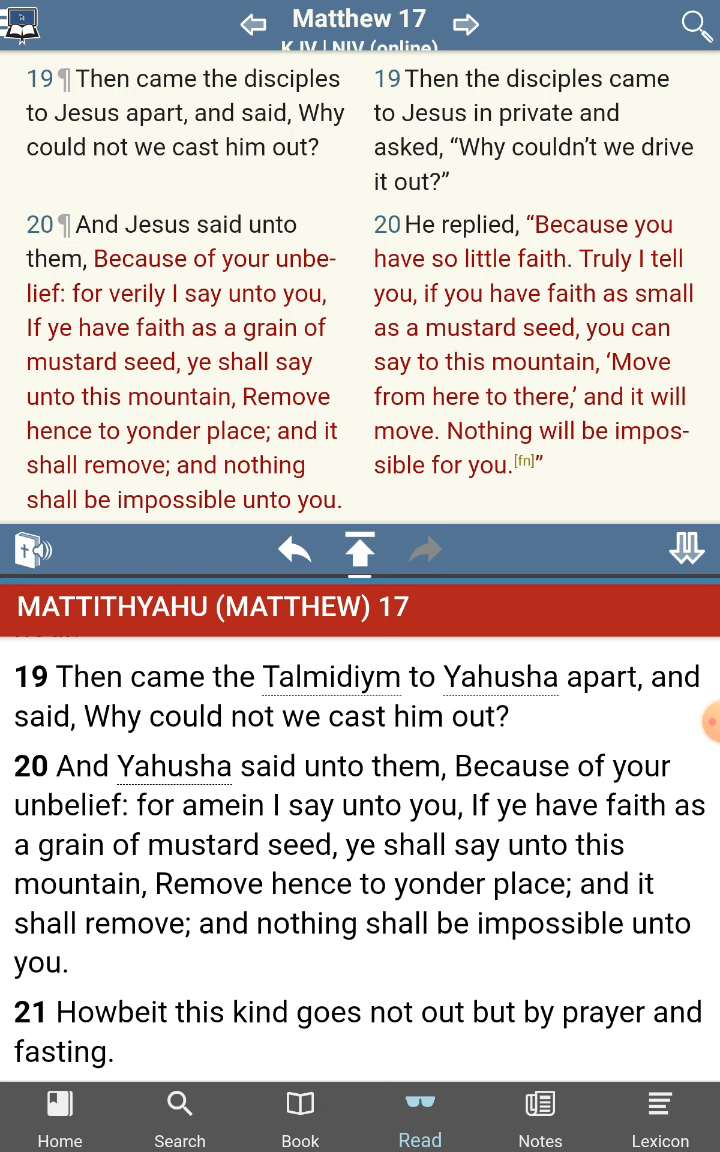 Matthew 17
KJV | NIV (online)
19 ¶ Then came the disciples
to Jesus apart, and said, Why
could not we cast him out?
20 ¶ And Jesus said unto
them, Because of your unbe-
lief: for verily I say unto you,
If ye have faith as a grain of
mustard seed, ye shall say
unto this mountain, Remove
hence to yonder place; and it
shall remove; and nothing
shall be impossible unto you.
19 Then the disciples came
to Jesus in private and
asked, “Why couldn’t we drive
it out?”
20 He replied, “Because you
have so little faith. Truly I tell
you, if you have faith as small
as a mustard seed, you can
say to this mountain, ‘Move
from here to there,’ and it will
move. Nothing will be impos-
sible for you.[fn]”
MATTITHYAHU (MATTHEW) 17
19 Then came the Talmidiym to Yahusha apart, and
said, Why could not we cast him out?
20 And Yahusha said unto them, Because of your
unbelief: for amein I say unto you, If ye have faith as
a grain of mustard seed, ye shall say unto this
mountain, Remove hence to yonder place; and it
shall remove; and nothing shall be impossible unto
you.
21 Howbeit this kind goes not out but by prayer and
fasting.
Home
Search
Book
Read
Notes
Lexicon